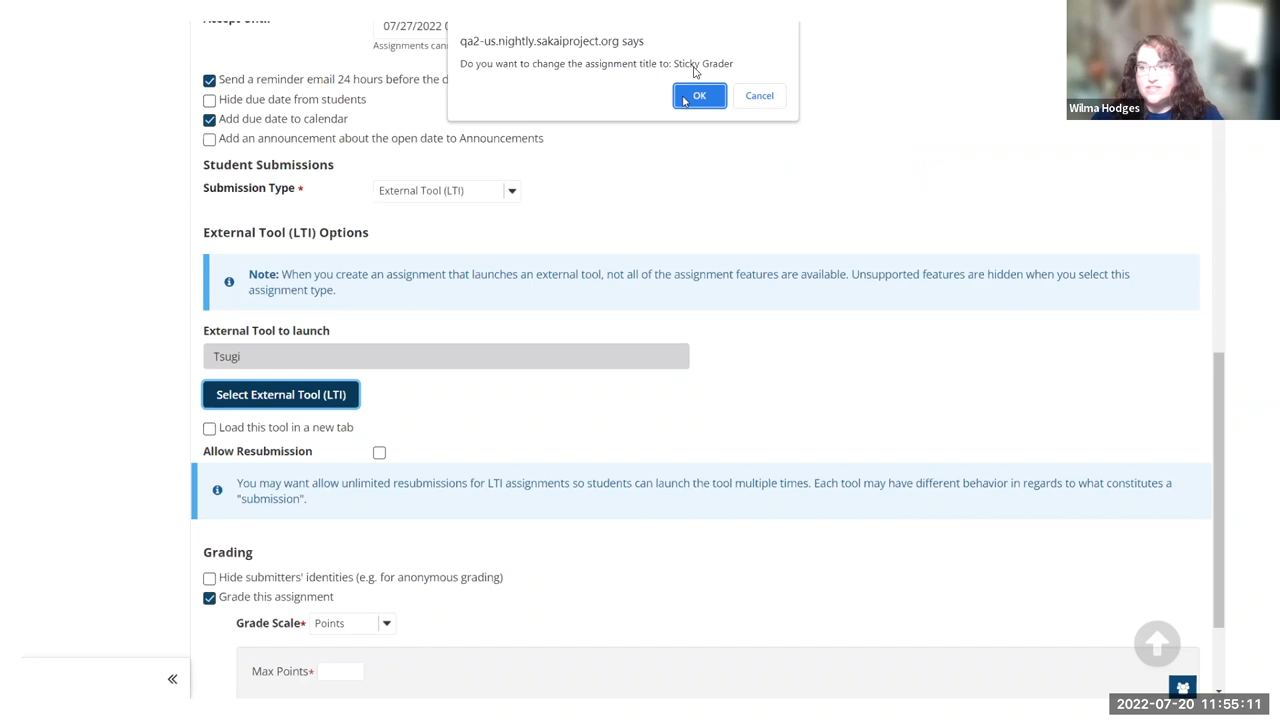 Accept Until
07/27/2022
Assignments can
qa2-us.nightly.sakaiproject.org says
Do you want to change the assignment title to: Sticky Grader
OK
Cancel
Wilma Hodges
Send a reminder email 24 hours before the d
Hide due date from students
Add due date to calendar
Add an announcement about the open date to Announcements
Student Submissions
Submission Type *
External Tool (LTI)
External Tool (LTI) Options
Note: When you create an assignment that launches an external tool, not all of the assignment features are available. Unsupported features are hidden when you select this
assignment type.
External Tool to launch
Tsugi
Select External Tool (LTI)
Load this tool in a new tab
Allow Resubmission
You may want allow unlimited resubmissions for LTI assignments so students can launch the tool multiple times. Each tool may have different behavior in regards to what constitutes a
"submission".
Grading
Hide submitters' identities (e.g. for anonymous grading)
Grade this assignment
Grade Scale* Points
Max Points*
2022-07-20 11:55:11